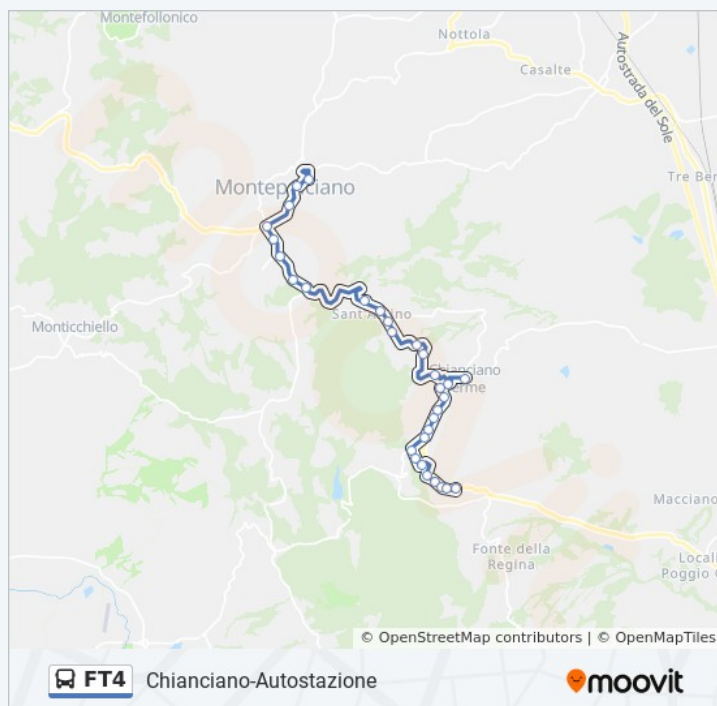 Montefollonico
Nottola
Casalte
Autostrada del Sole
Tre Ber
Montepulciano
Monticchiello
Sant'Albino
Chianciano
Terme
Macciano
Fonte della
Regina
Locali
Poggio
© OpenStreetMap contributors | © OpenMapTiles
FT4 Chianciano-Autostazione moovit